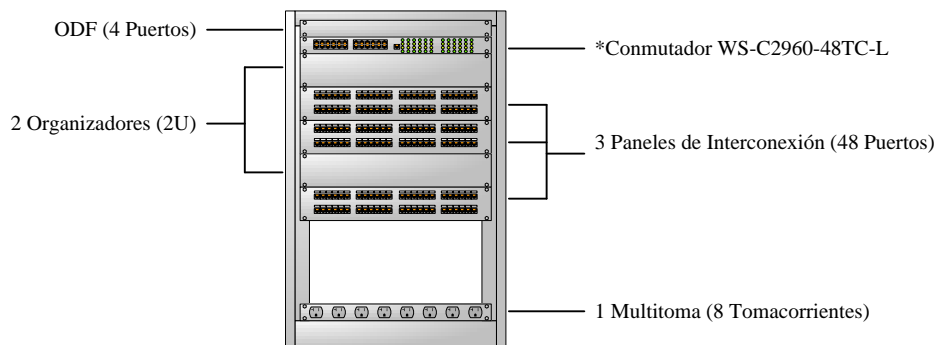 ODF (4 Puertos)
*Conmutador WS-C2960-48TC-L
2 Organizadores (2U)
3 Paneles de Interconexión (48 Puertos)
1 Multitoma (8 Tomacorrientes)